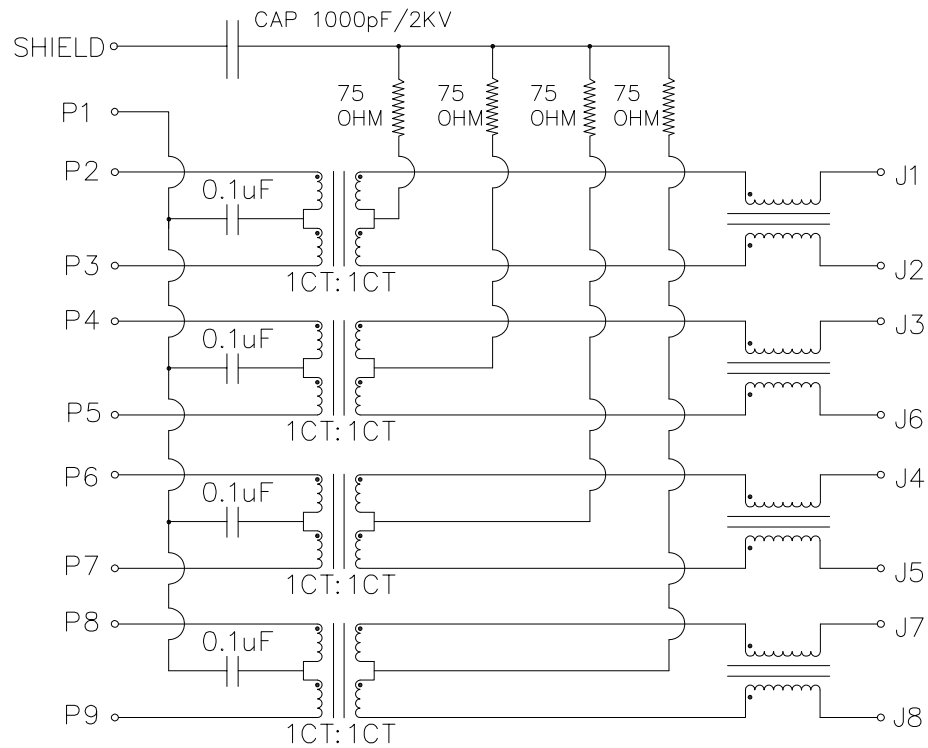 CAP 1000pF/2KV
SHIELD
P1
75 OHM
75 OHM
75 OHM
75 OHM
P2
J1
0.1uF
P3
J2
1CT:1CT
P4
J3
0.1uF
P5
J6
1CT:1CT
P6
J4
0.1uF
P7
J5
1CT:1CT
P8
J7
0.1uF
P9
J8
1CT:1CT